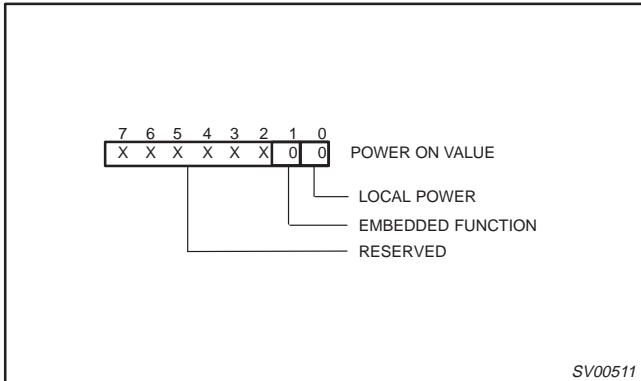 7 6 5 4 3 2 1 0
X X X X X X 0 0 POWER ON VALUE
LOCAL POWER
EMBEDDED FUNCTION
RESERVED
SV00511